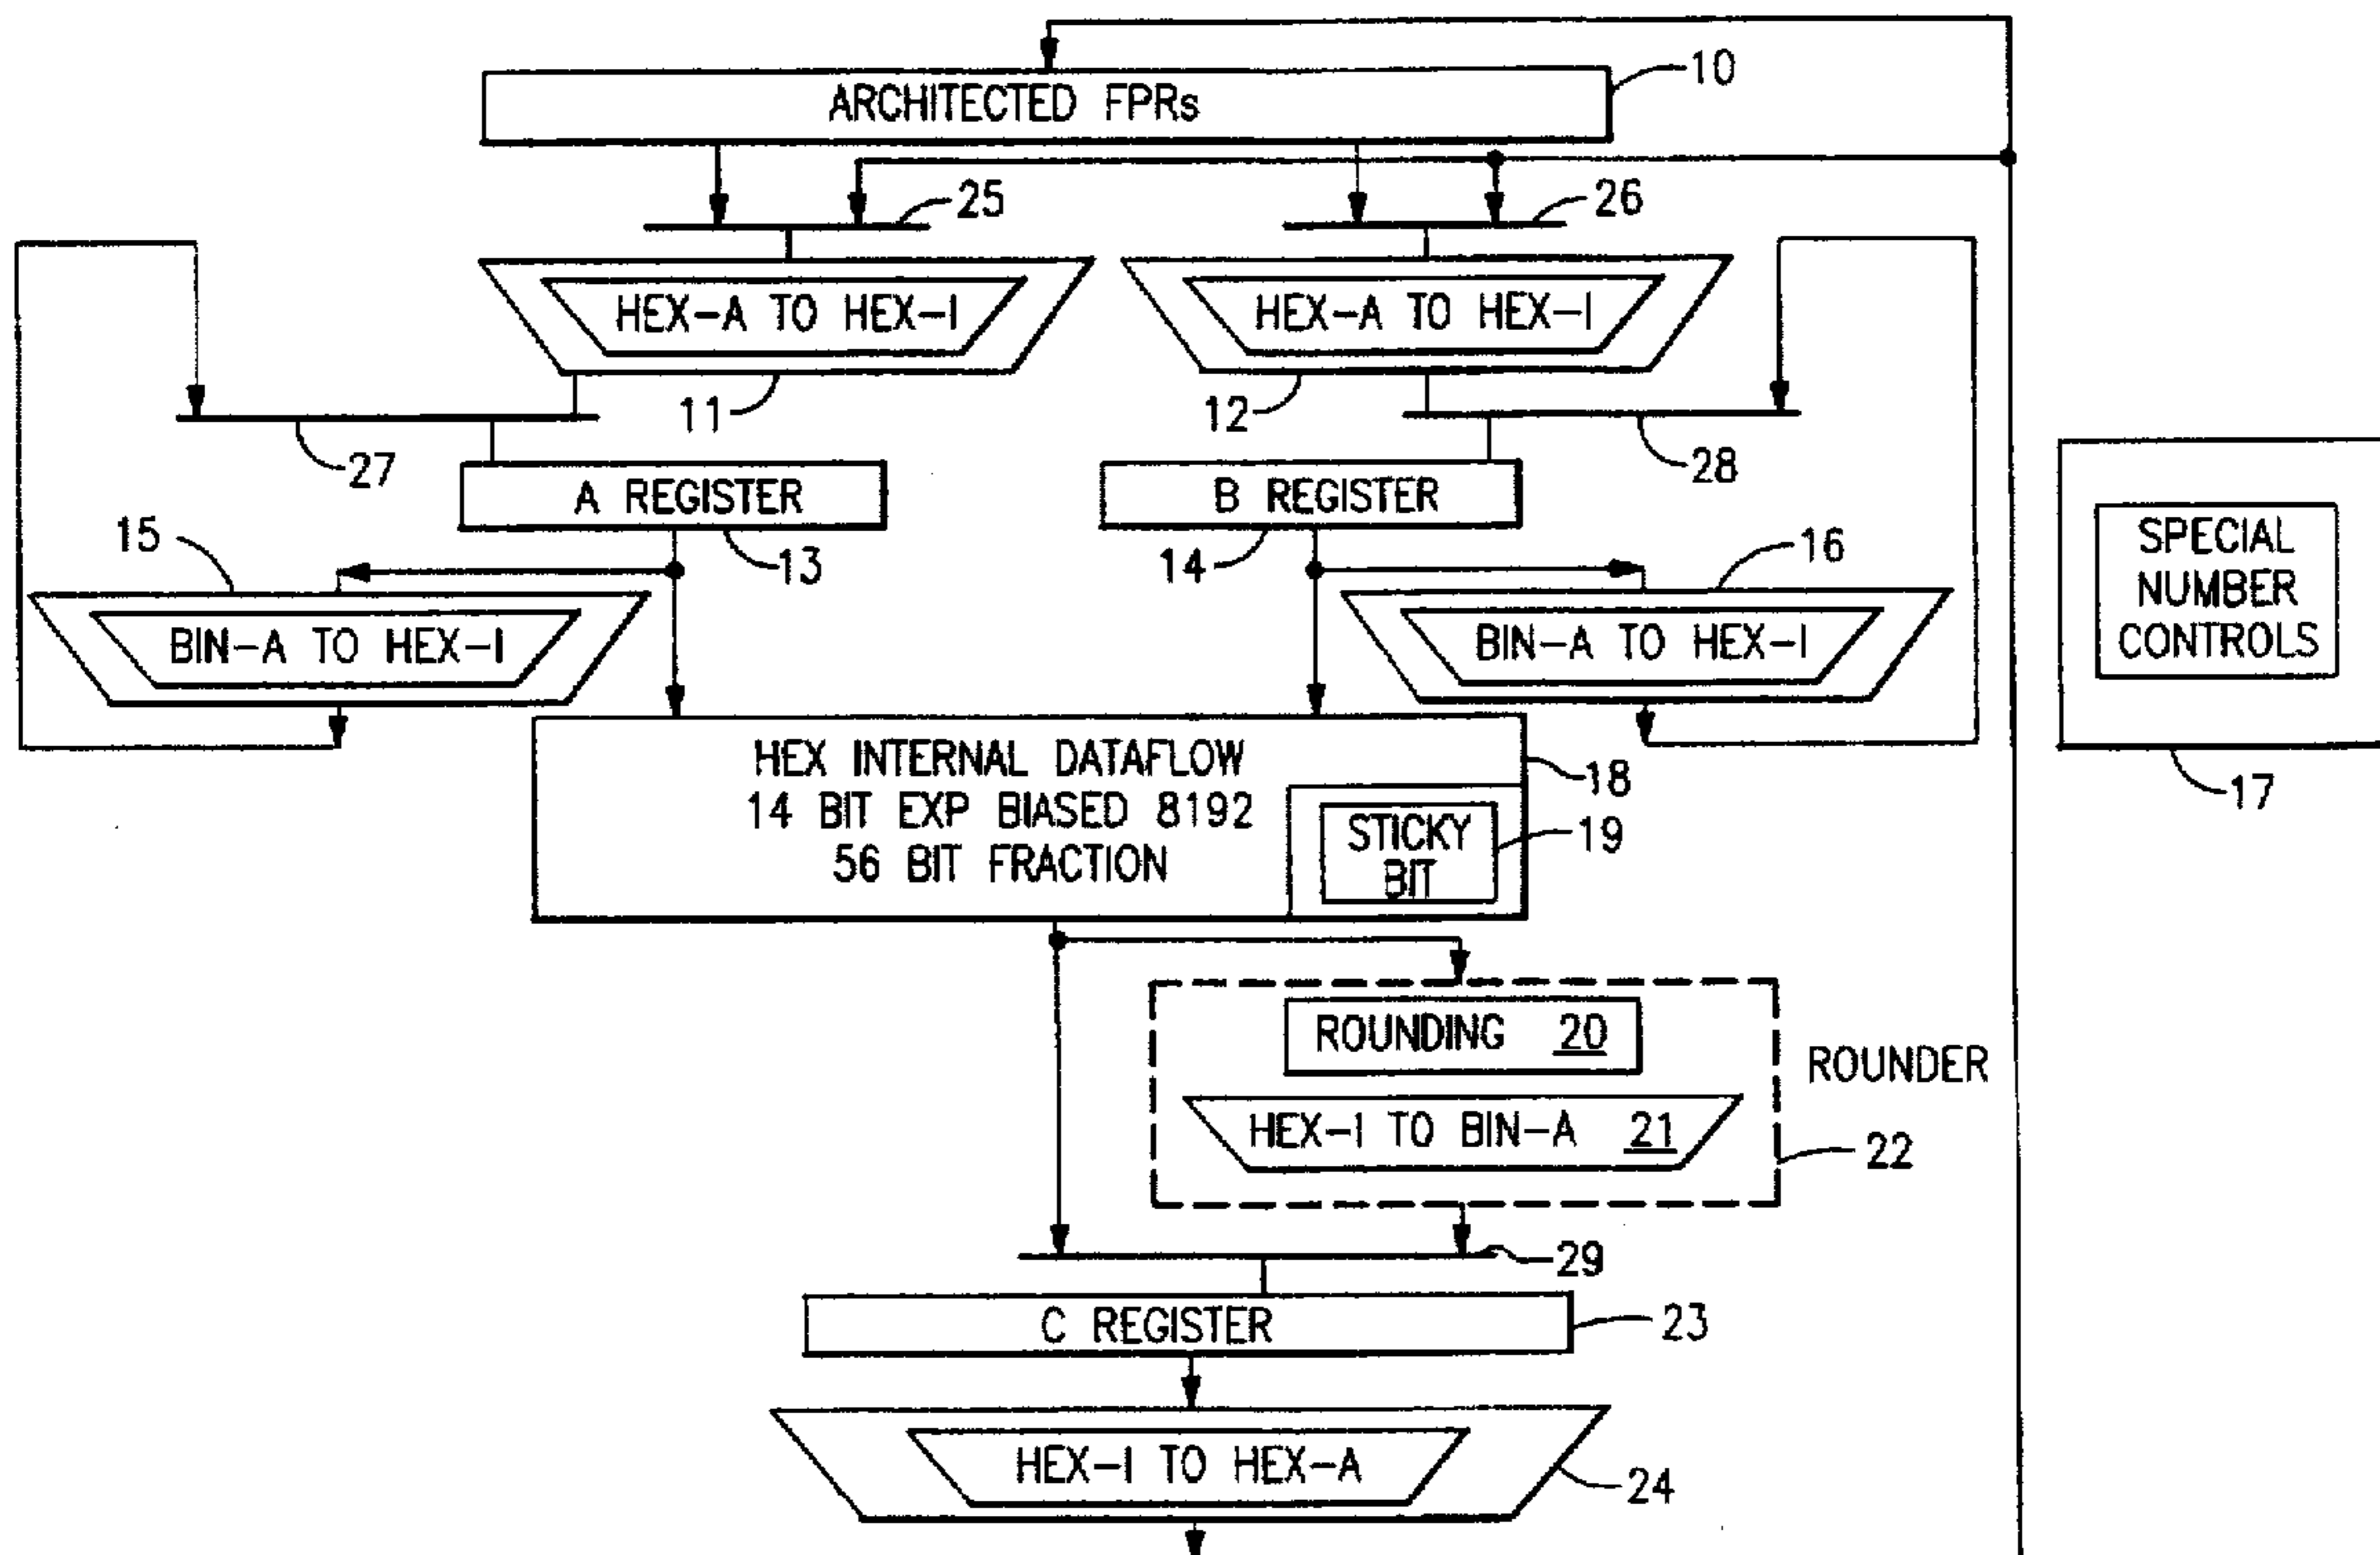 10
ARCHITECTED FPRs
25
26
HEX-A TO HEX-I
HEX-A TO HEX-I
11
12
27
28
A REGISTER
B REGISTER
15
13
14
16
SPECIAL
NUMBER
CONTROLS
BIN-A TO HEX-I
BIN-A TO HEX-I
17
HEX INTERNAL DATAFLOW
14 BIT EXP BIASED 8192
56 BIT FRACTION
18
STICKY
BIT
19
ROUNDING 20
ROUNDER
HEX-I TO BIN-A 21
22
29
C REGISTER
23
HEX-I TO HEX-A
24